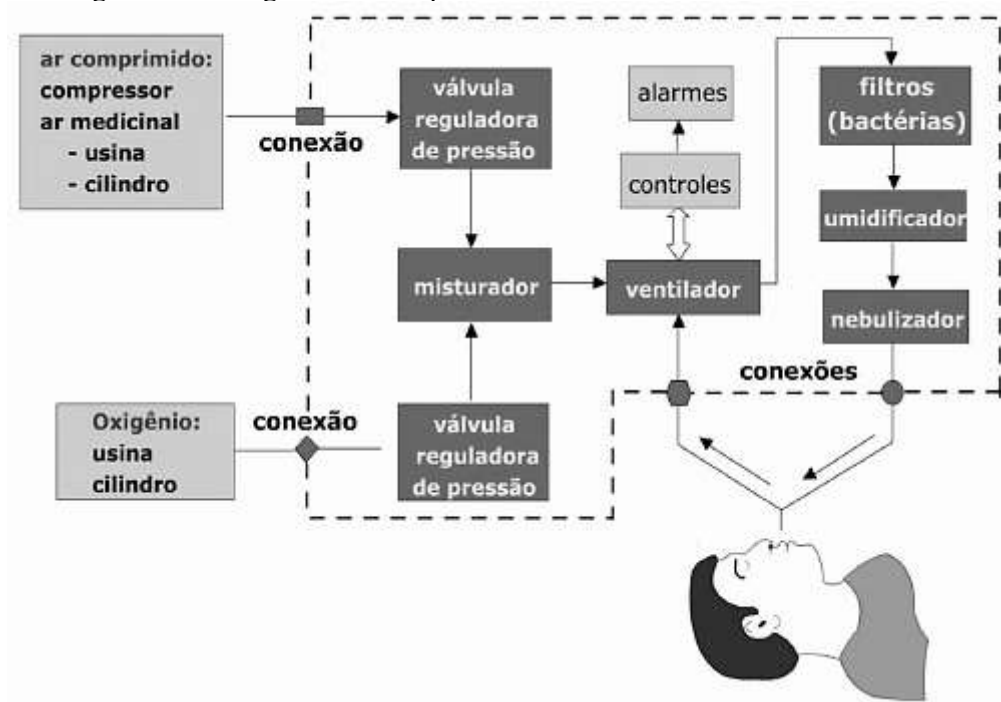 ar comprimido:
compressor
ar medicinal
- usina
- cilindro
conexão
válvula
reguladora
de pressão
alarmes
controles
filtros
(bactérias)
umidificador
misturador
ventilador
nebulizador
conexões
Oxigênio:
usina
cilindro
conexão
válvula
reguladora
de pressão